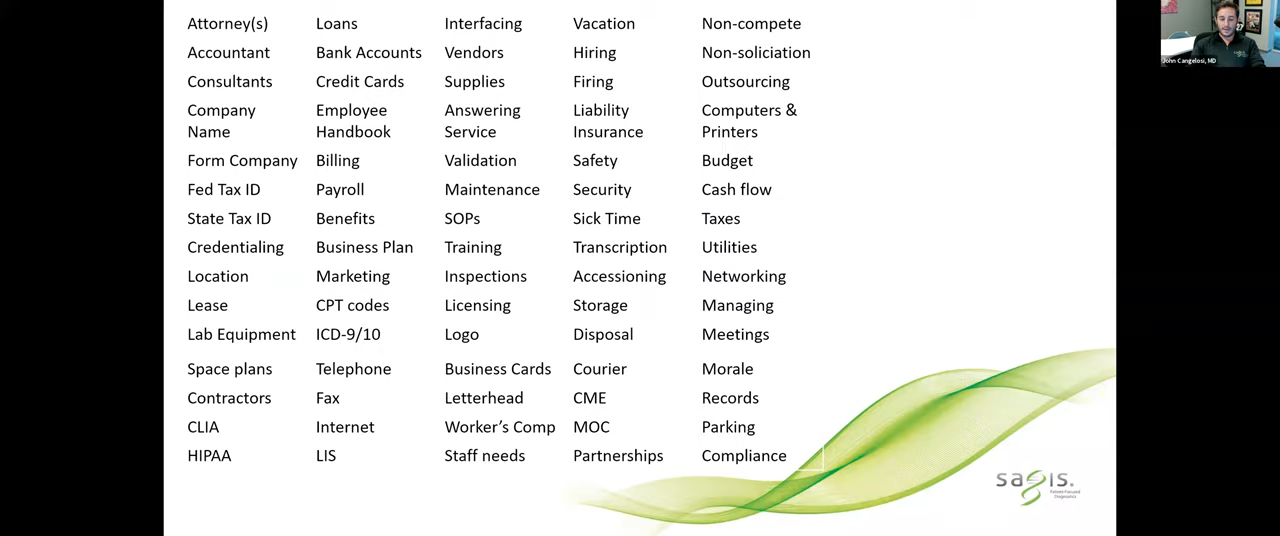 Attorney(s) Loans Interfacing Vacation Non-compete
Accountant Bank Accounts Vendors Hiring Non-soliciation
Consultants Credit Cards Supplies Firing Outsourcing
Company Employee Answering Liability Computers &
Name Handbook Service Insurance Printers
Form Company Billing Validation Safety Budget
Fed Tax ID Payroll Maintenance Security Cash flow
State Tax ID Benefits SOPs Sick Time Taxes
Credentialing Business Plan Training Transcription Utilities
Location Marketing Inspections Accessioning Networking
Lease CPT codes Licensing Storage Managing
Lab Equipment ICD-9/10 Logo Disposal Meetings
Space plans Telephone Business Cards Courier Morale
Contractors Fax Letterhead CME Records
CLIA Internet Worker's Comp MOC Parking
HIPAA LIS Staff needs Partnerships Compliance
John Cangelosi, MD
sagis.
Patient-Focused
Diagnostics